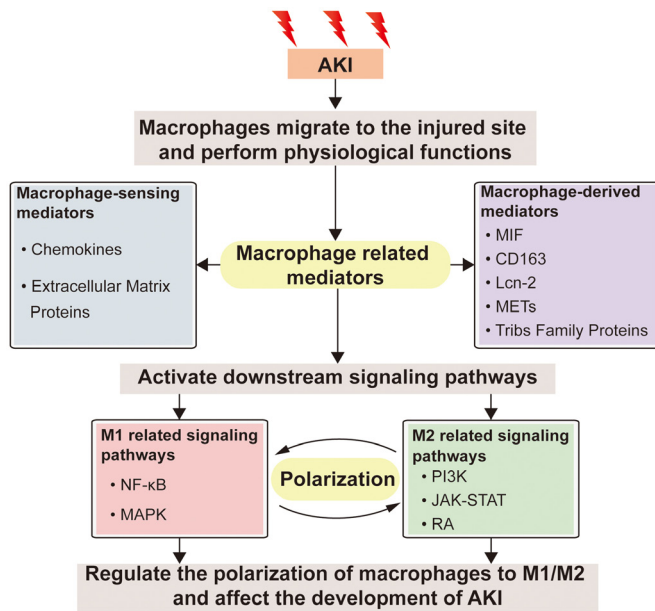 AKI
Macrophages migrate to the injured site
and perform physiological functions
Macrophage-sensing
mediators
• Chemokines
• Extracellular Matrix
Proteins
Macrophage related
mediators
Macrophage-derived
mediators
• MIF
• CD163
• Lcn-2
• METs
• Tribs Family Proteins
Activate downstream signaling pathways
M1 related signaling
pathways
• NF-κB
• MAPK
Polarization
M2 related signaling
pathways
• PI3K
• JAK-STAT
• RA
Regulate the polarization of macrophages to M1/M2
and affect the development of AKI